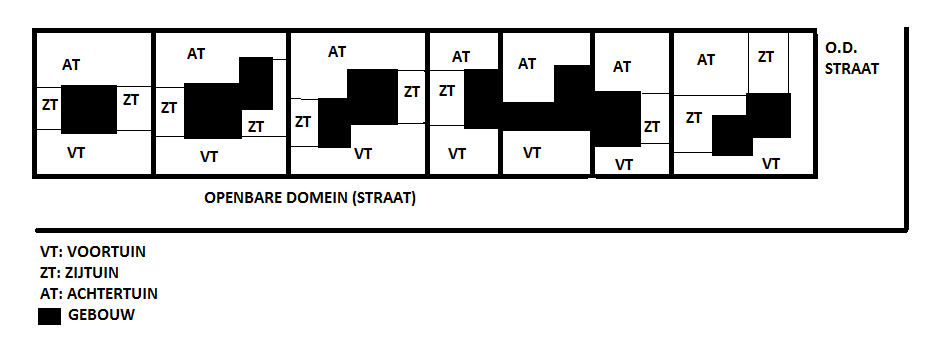 AT
AT
AT
AT
AT
AT
AT
ZT
O.D.
STRAAT
ZT
ZT
ZT
ZT
ZT
ZT
ZT
ZT
ZT
VT
VT
VT
VT
VT
VT
VT
OPENBARE DOMEIN (STRAAT)
VT: VOORTUIN
ZT: ZIJTUIN
AT: ACHTERTUIN
GEBOUW